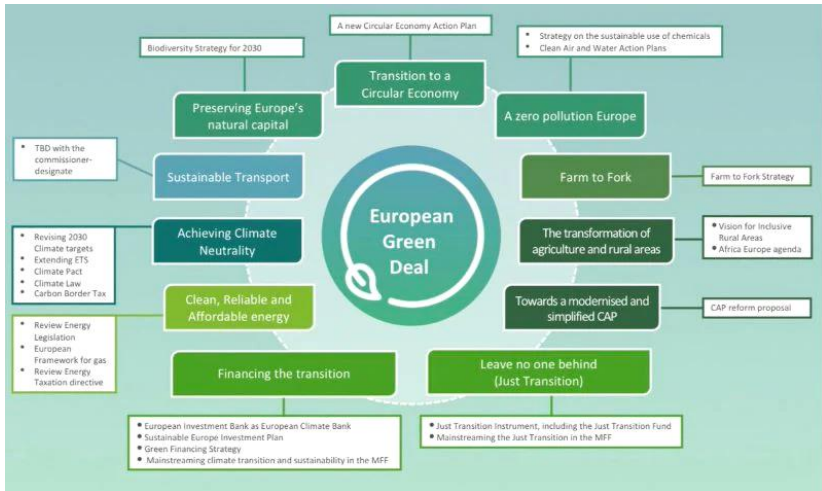 A new Circular Economy Action Plan
Transition to a
Circular Economy
Biodiversity Strategy for 2030
Preserving Europe's
natural capital
• Strategy on the sustainable use of chemicals
• Clean Air and Water Action Plans
A zero pollution Europe
• TBD with the
commissioner-
designate
Sustainable Transport
Farm to Fork
Farm to Fork Strategy
European
Green
Deal
• Revising 2030
Climate targets
• Extending ETS
• Climate Pact
• Climate Law
• Carbon Border Tax
Achieving Climate
Neutrality
The transformation of
agriculture and rural areas
• Vision for Inclusive
Rural Areas
• Africa Europe agenda
Clean, Reliable and
Affordable energy
• Review Energy
Legislation
• European
Framework for gas
• Review Energy
Taxation directive
Towards a modernised and
simplified CAP
CAP reform proposal
Financing the transition
• European Investment Bank as European Climate Bank
• Sustainable Europe Investment Plan
• Green Financing Strategy
• Mainstreaming climate transition and sustainability in the MFF
Leave no one behind
(Just Transition)
• Just Transition Instrument, including the Just Transition Fund
• Mainstreaming the Just Transition in the MFF